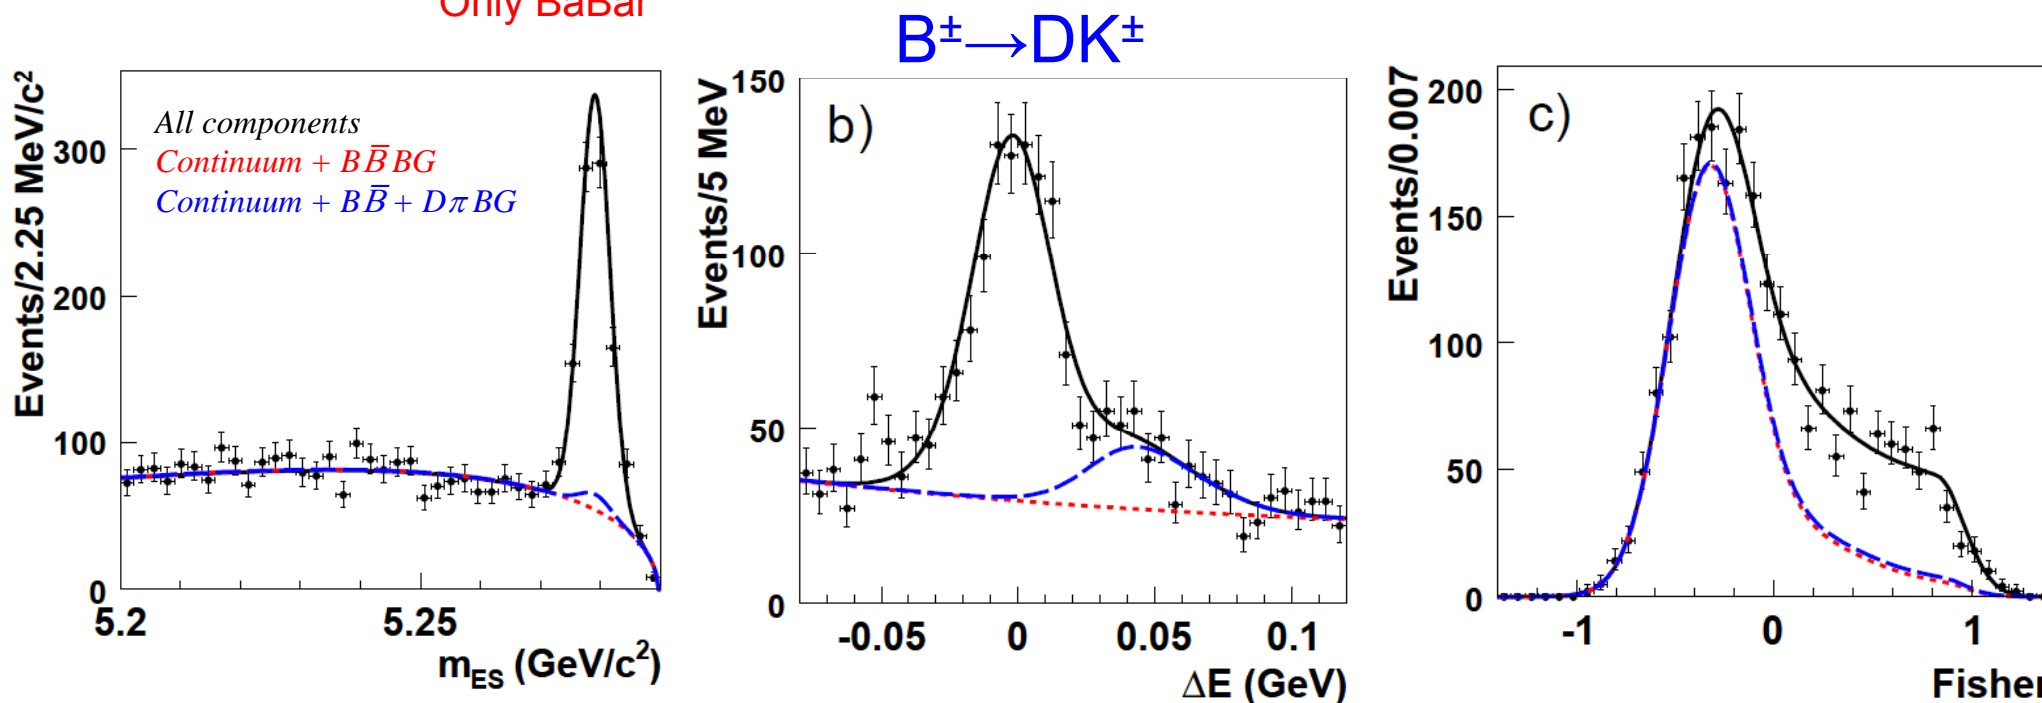 Only BaBar
B±→DK±
Events/2.25 MeV/c²
300
200
100
0
All components
Continuum + BB̅ BG
Continuum + BB̅ + Dπ BG
5.2
5.25
m_ES (GeV/c²)
Events/5 MeV
150
100
50
0
b)
-0.05
0
0.05
0.1
ΔE (GeV)
Events/0.007
200
150
100
50
0
c)
-1
0
1
Fisher